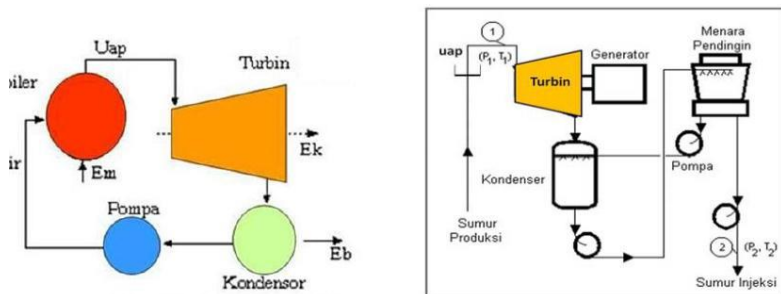 Uap
Turbin
oiler
Ek
ir
Em
Pompa
Kondensor
Eb
1
uap
(P₁, T₁)
Turbin
Generator
Menara
Pendingin
Kondenser
Pompa
Sumur
Produksi
2
(P₂, T₂)
Sumur Injeksi